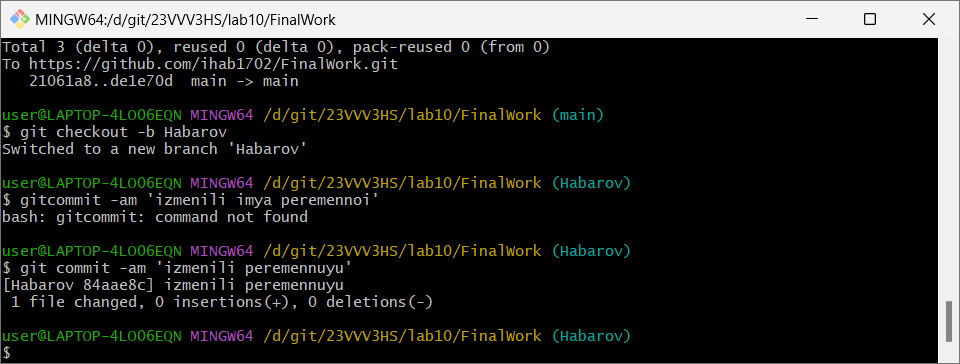 MINGW64:/d/git/23VVV3HS/lab10/FinalWork
Total 3 (delta 0), reused 0 (delta 0), pack-reused 0 (from 0)
To https://github.com/ihab1702/FinalWork.git
   21061a8..de1e70d  main -> main
user@LAPTOP-4LO06EQN MINGW64 /d/git/23VVV3HS/lab10/FinalWork (main)
$ git checkout -b Habarov
Switched to a new branch 'Habarov'
user@LAPTOP-4LO06EQN MINGW64 /d/git/23VVV3HS/lab10/FinalWork (Habarov)
$ gitcommit -am 'izmenili imya peremennoi'
bash: gitcommit: command not found
user@LAPTOP-4LO06EQN MINGW64 /d/git/23VVV3HS/lab10/FinalWork (Habarov)
$ git commit -am 'izmenili peremennuyu'
[Habarov 84aae8c] izmenili peremennuyu
 1 file changed, 0 insertions(+), 0 deletions(-)
user@LAPTOP-4LO06EQN MINGW64 /d/git/23VVV3HS/lab10/FinalWork (Habarov)
$